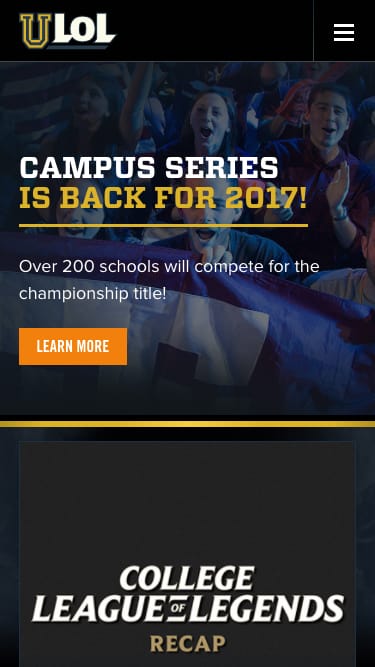 ULOL
CAMPUS SERIES
IS BACK FOR 2017!
Over 200 schools will compete for the
championship title!
LEARN MORE
COLLEGE
LEAGUE OF LEGENDS
RECAP